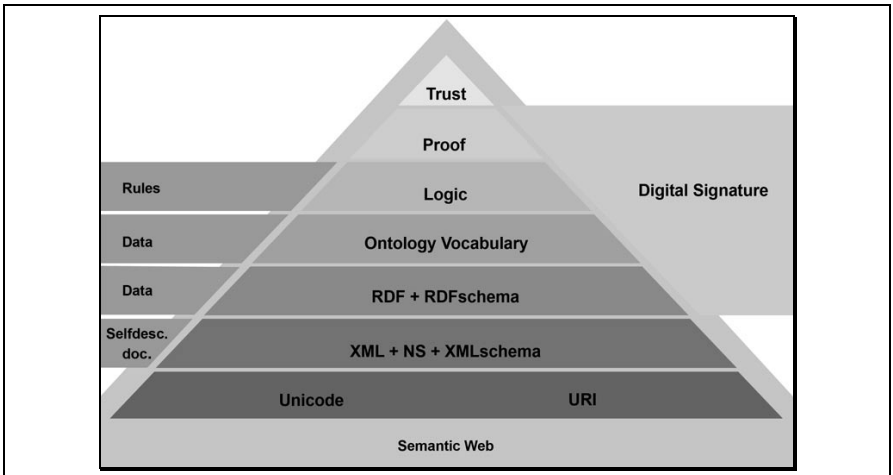 Trust
Proof
Rules
Logic
Digital Signature
Data
Ontology Vocabulary
Data
RDF + RDFschema
Selfdesc.
doc.
XML + NS + XMLschema
Unicode
URI
Semantic Web